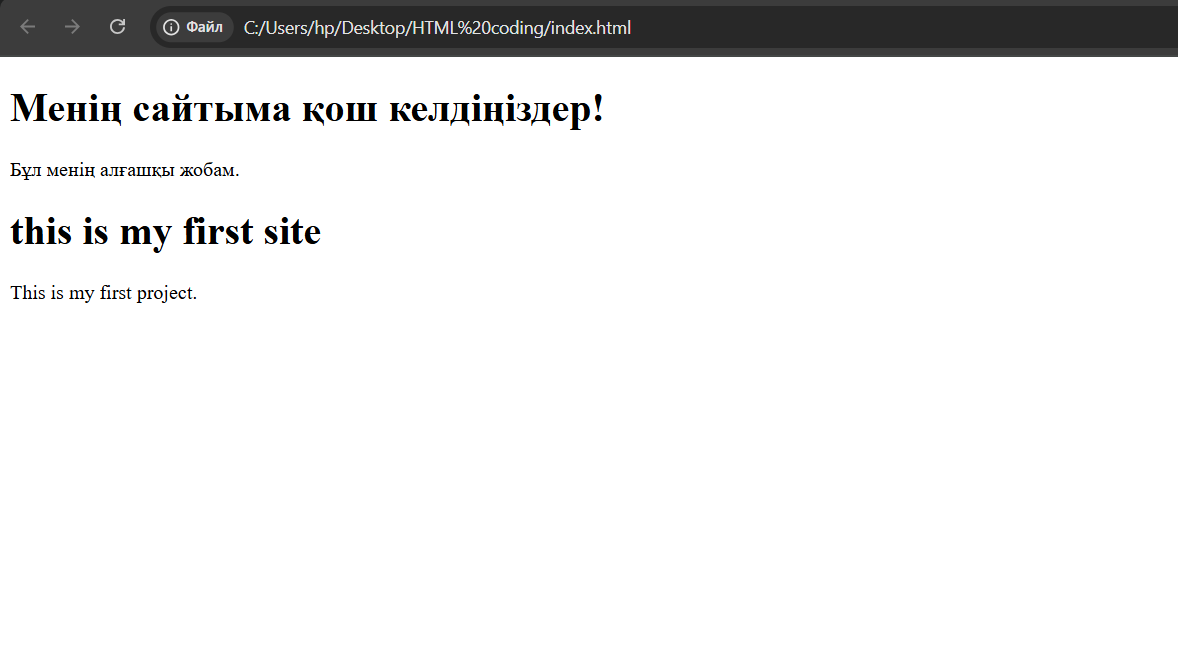 Файл C:/Users/hp/Desktop/HTML%20coding/index.html
Менің сайтыма қош келдіңіздер!
Бұл менің алғашқы жобам.
this is my first site
This is my first project.